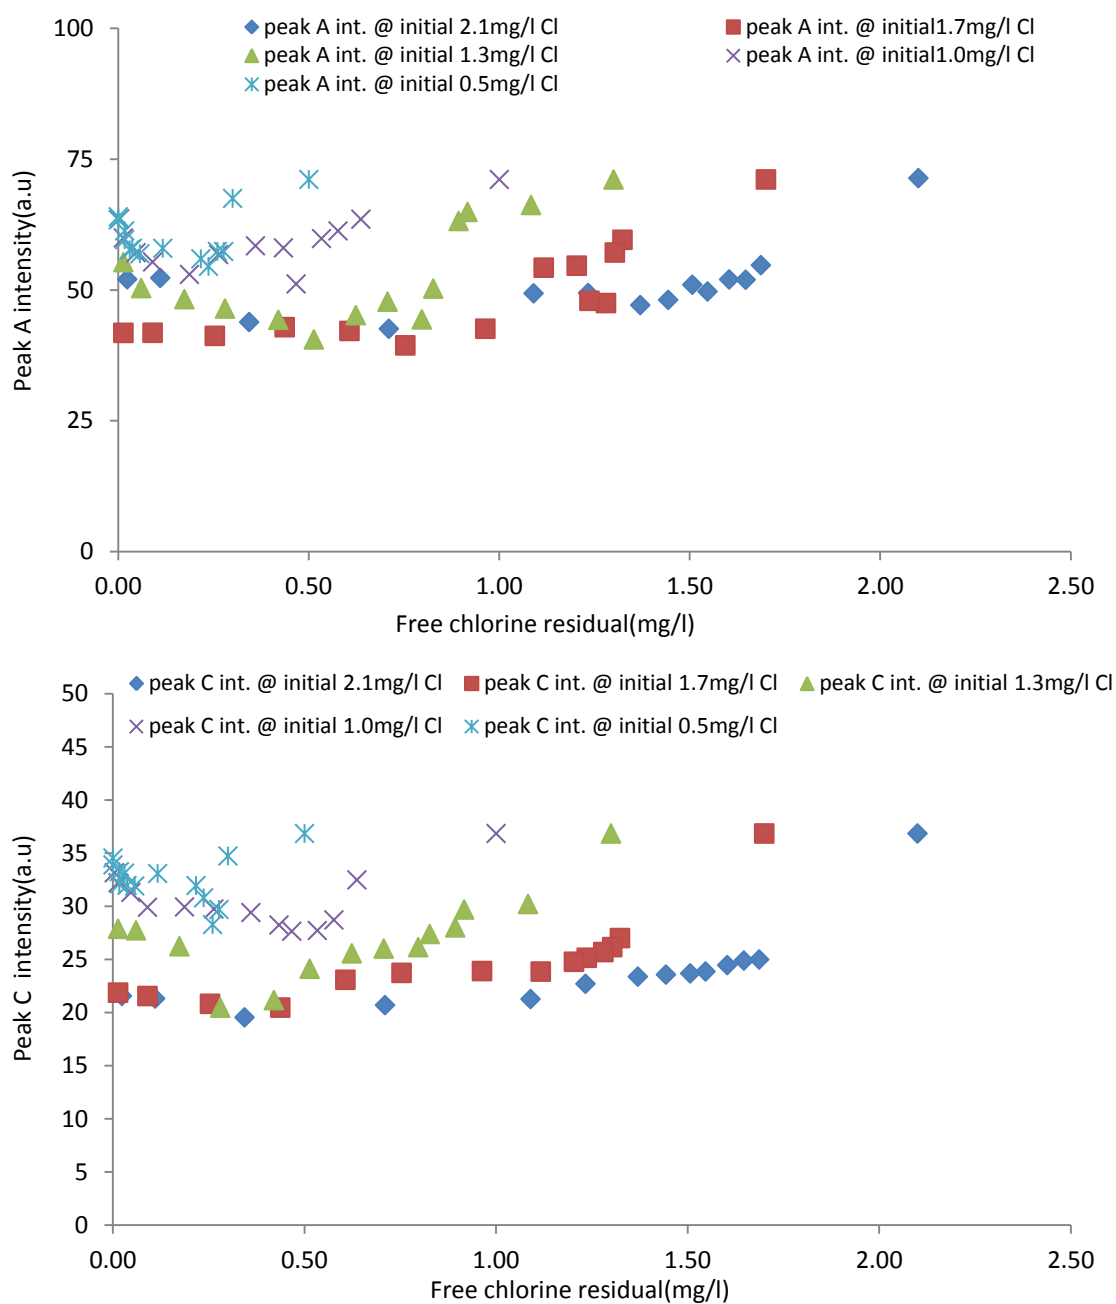 100
75
50
25
0
Peak A intensity(a.u)
peak A int. @ initial 2.1mg/l Cl peak A int. @ initial1.7mg/l Cl
peak A int. @ initial 1.3mg/l Cl peak A int. @ initial1.0mg/l Cl
peak A int. @ initial 0.5mg/l Cl
0.00 0.50 1.00 1.50 2.00 2.50
Free chlorine residual(mg/l)
peak C int. @ initial 2.1mg/l Cl peak C int. @ initial 1.7mg/l Cl peak C int. @ initial 1.3mg/l Cl
peak C int. @ initial 1.0mg/l Cl peak C int. @ initial 0.5mg/l Cl
50
45
40
35
30
25
20
15
10
5
0
Peak C intensity(a.u)
0.00 0.50 1.00 1.50 2.00 2.50
Free chlorine residual(mg/l)